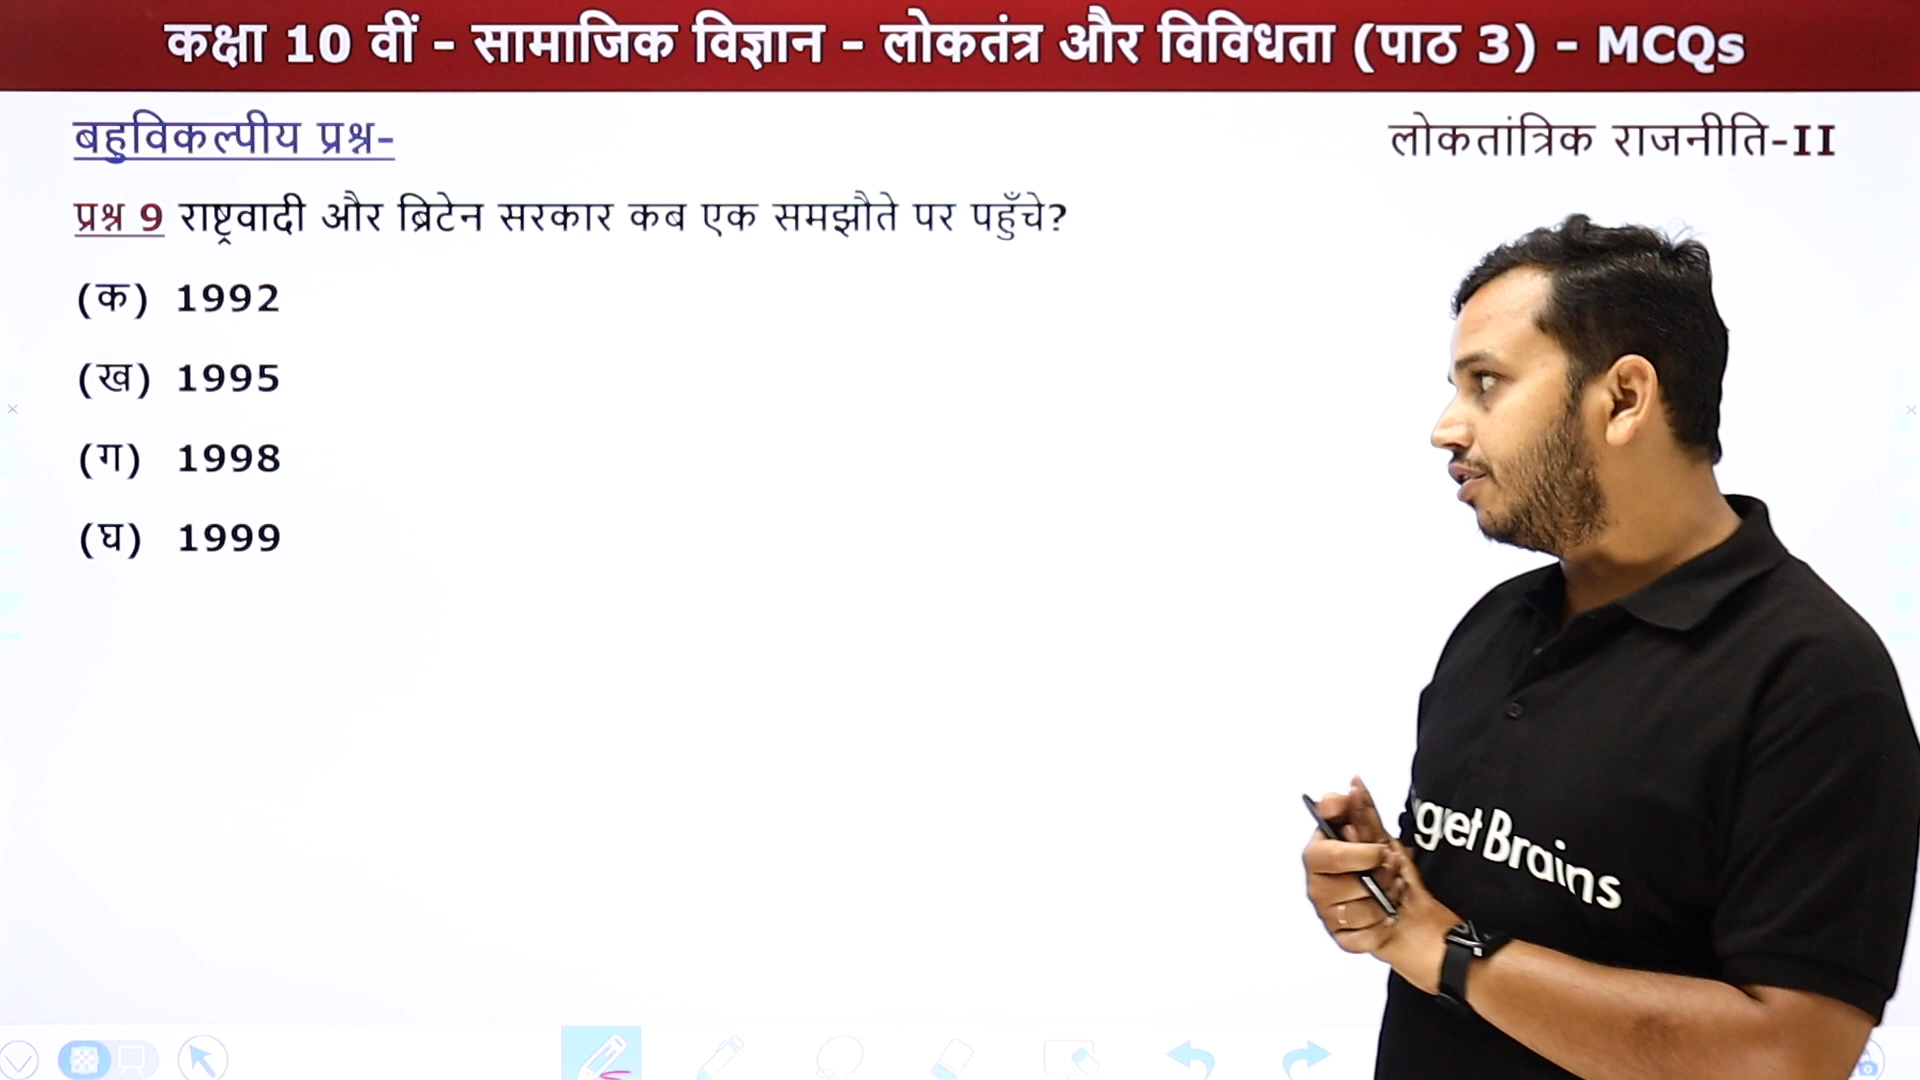 कक्षा 10 वीं - सामाजिक विज्ञान - लोकतंत्र और विविधता (पाठ 3) - MCQs
बहुविकल्पीय प्रश्न-
लोकतांत्रिक राजनीति-II
प्रश्न 9 राष्ट्रवादी और ब्रिटेन सरकार कब एक समझौते पर पहुँचे?
(क) 1992
(ख) 1995
(ग) 1998
(घ) 1999
get Brains